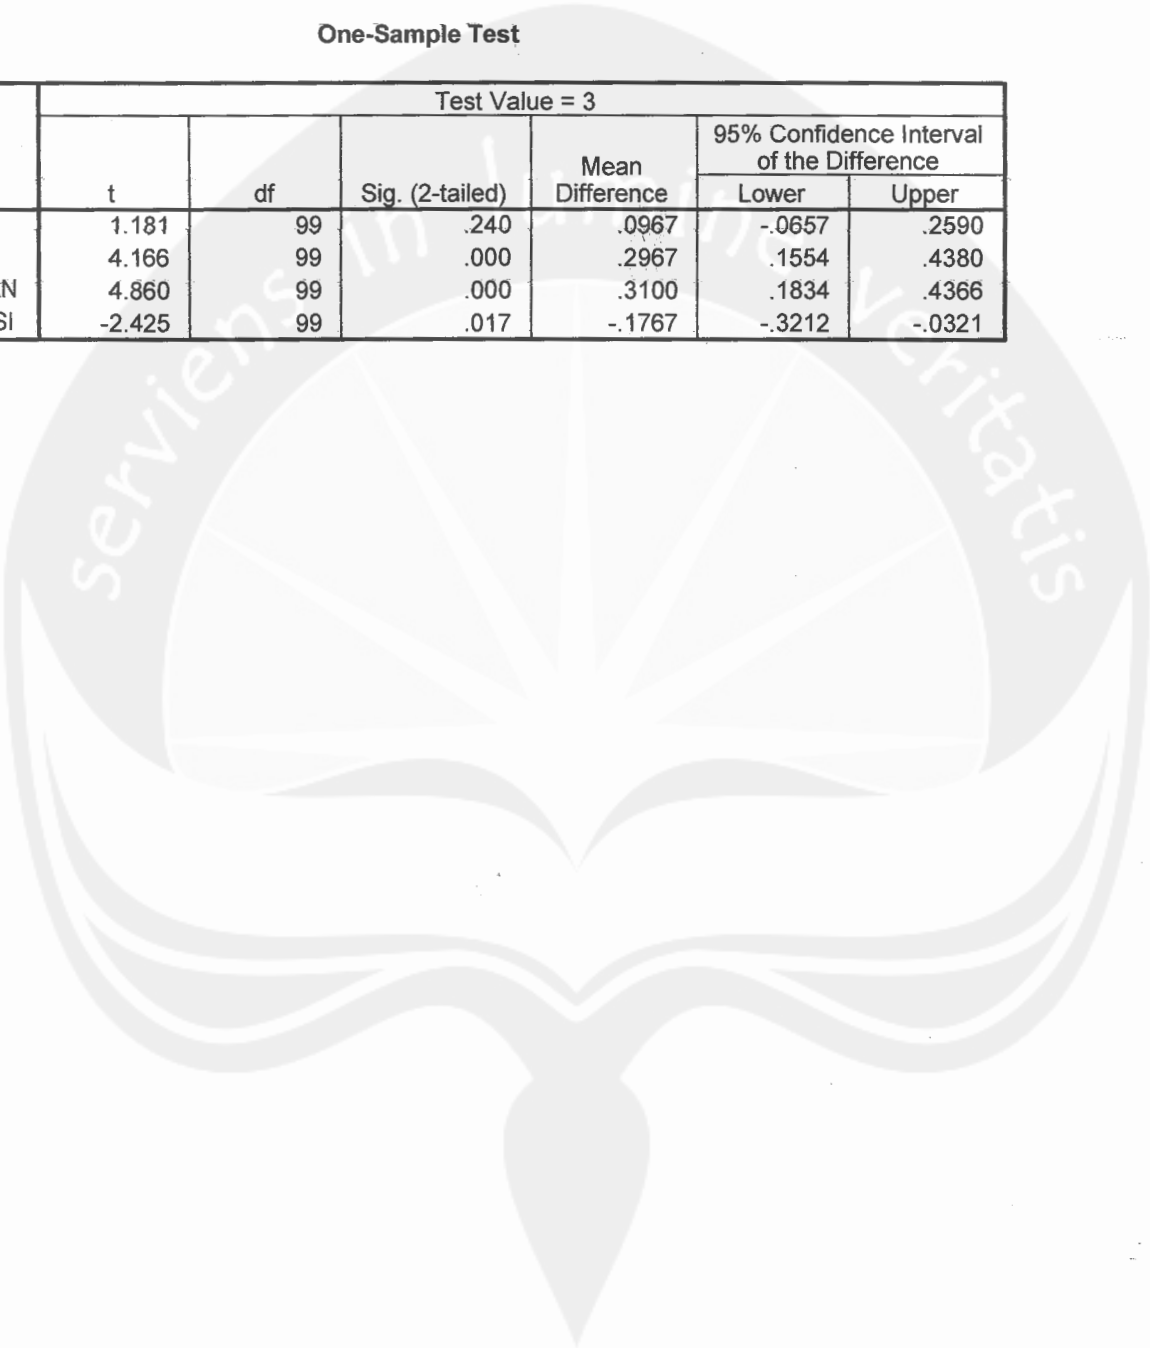 One-Sample Test
Test Value = 3
95% Confidence Interval of the Difference
t df Sig. (2-tailed) Mean Difference Lower Upper
1.181 99 .240 .0967 -.0657 .2590
4.166 99 .000 .2967 .1554 .4380
N 4.860 99 .000 .3100 .1834 .4366
SI -2.425 99 .017 -.1767 -.3212 -.0321
serviens in lumine veritatis